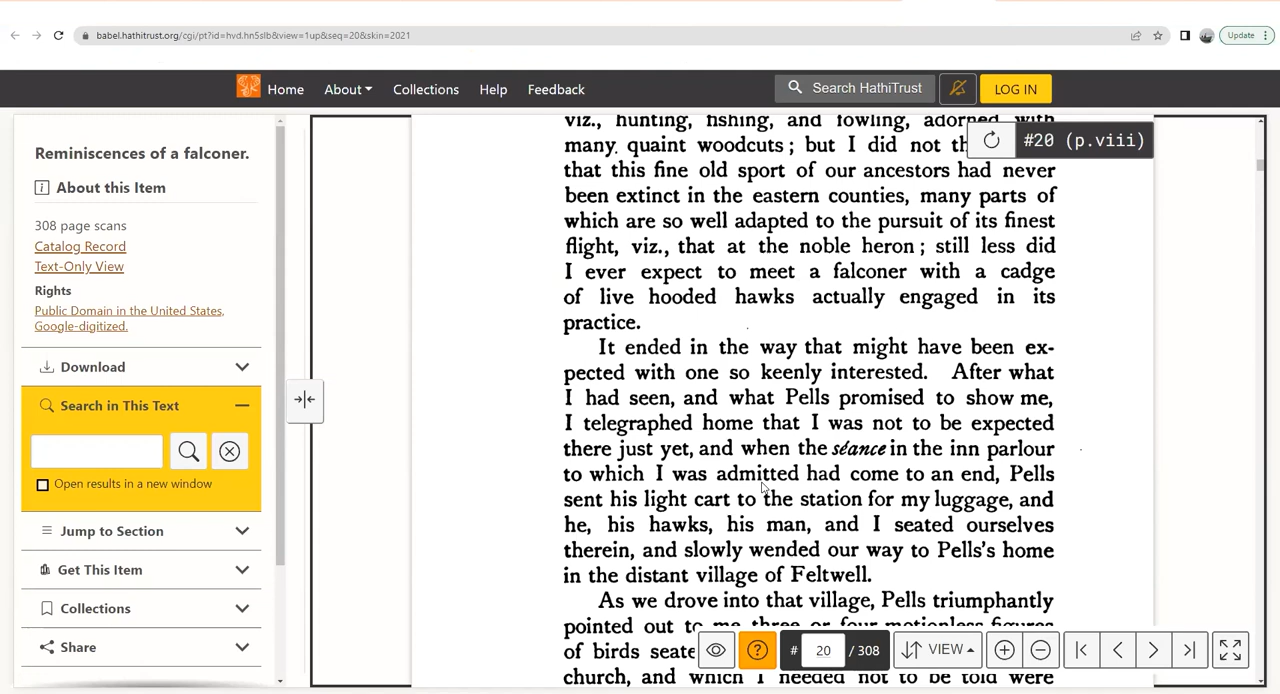 babel.hathitrust.org/cgi/pt?id=hvd.hn5slb&view=1up&seq=20&skin=2021
Update
Home
About
Collections
Help
Feedback
Search HathiTrust
LOG IN
Reminiscences of a falconer.
About this Item
308 page scans
Catalog Record
Text-Only View
Rights
Public Domain in the United States,
Google-digitized.
Download
Search in This Text
Open results in a new window
Jump to Section
Get This Item
Collections
Share
#20 (p.viii)
viz., hunting, fishing, and fowling, adorned with
many quaint woodcuts; but I did not
that this fine old sport of our ancestors had never
been extinct in the eastern counties, many parts of
which are so well adapted to the pursuit of its finest
flight, viz., that at the noble heron; still less did
I ever expect to meet a falconer with a cadge
of live hooded hawks actually engaged in its
practice.
It ended in the way that might have been ex-
pected with one so keenly interested. After what
I had seen, and what Pells promised to show me,
I telegraphed home that I was not to be expected
there just yet, and when the séance in the inn parlour
to which I was admitted had come to an end, Pells
sent his light cart to the station for my luggage, and
he, his hawks, his man, and I seated ourselves
therein, and slowly wended our way to Pells's home
in the distant village of Feltwell.
As we drove into that village, Pells triumphantly
pointed out to me three or four motionless figures
of birds seate
church, and which I needed not to be told were
# 20 / 308
VIEW